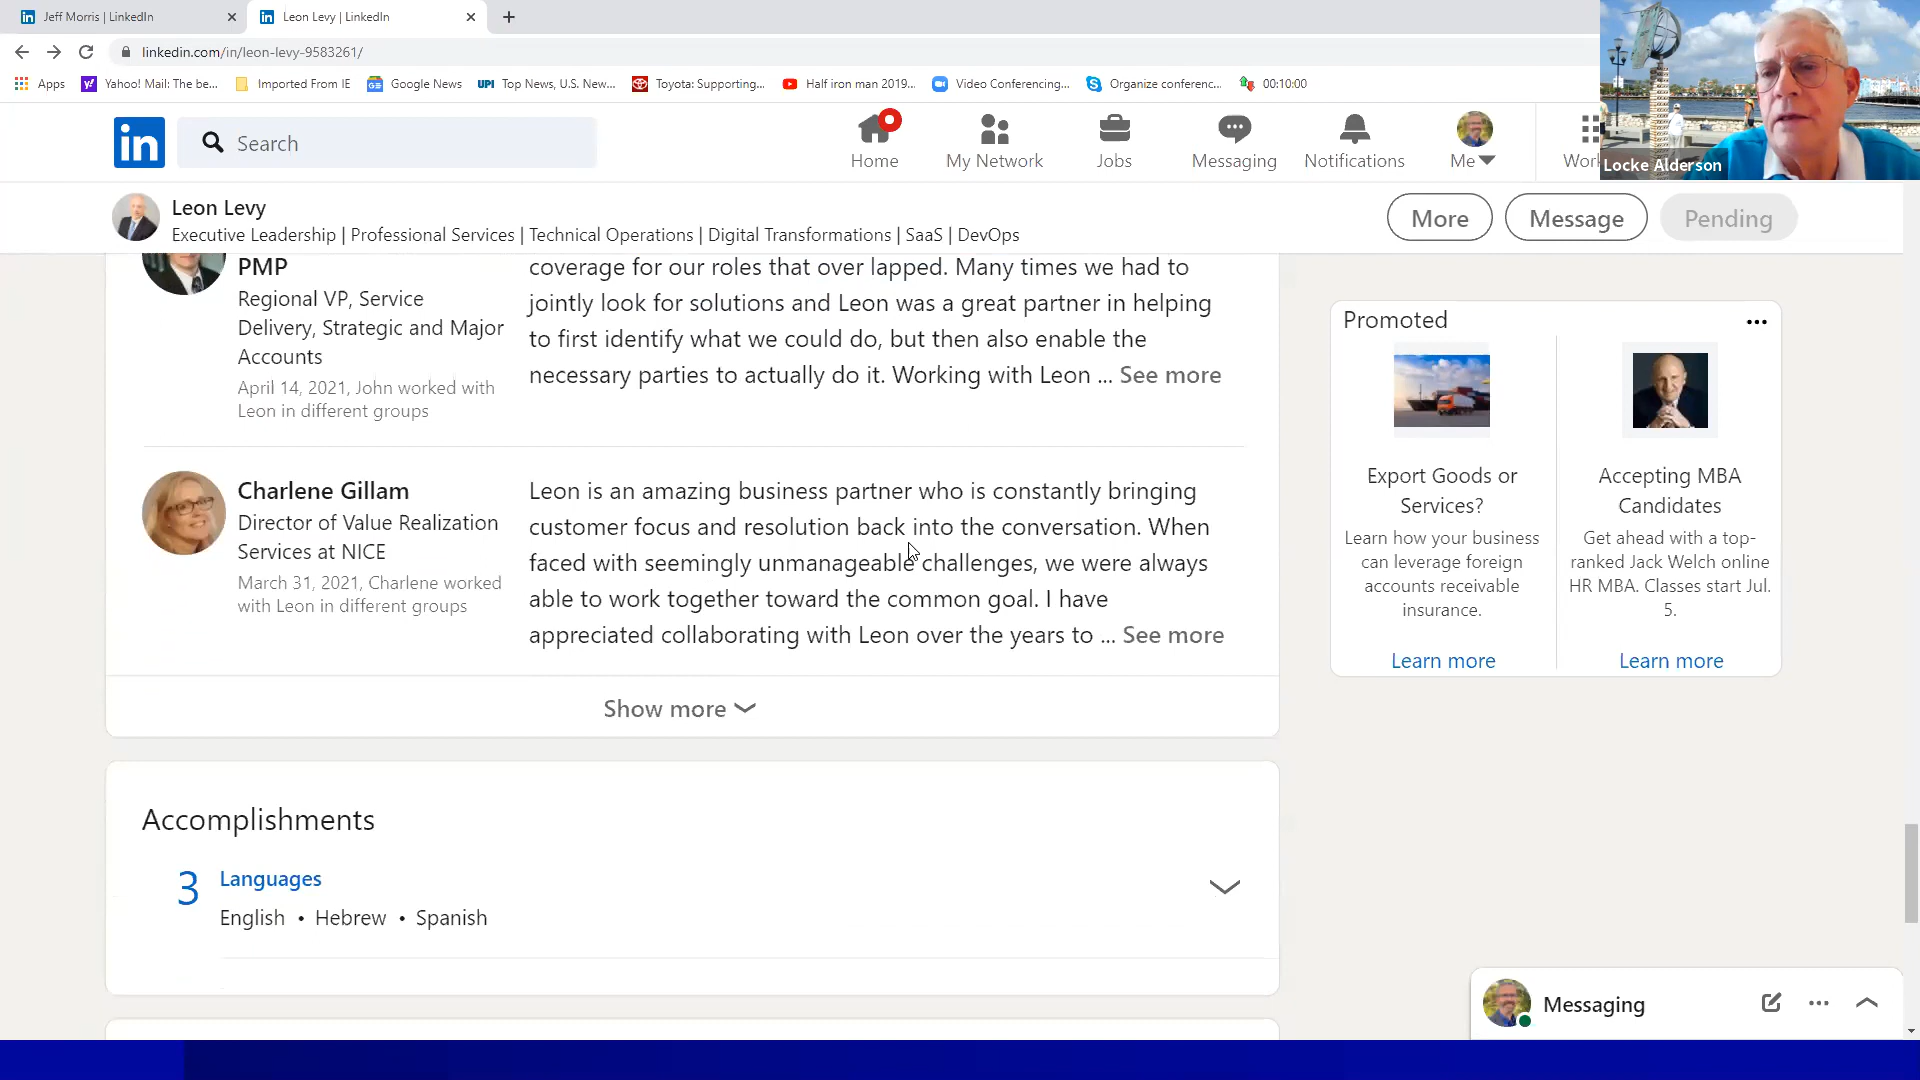 Jeff Morris | LinkedIn
Leon Levy | LinkedIn
linkedin.com/in/leon-levy-9583261/
Apps
Yahoo! Mail: The be...
Imported From IE
Google News
UPI Top News, U.S. New...
Toyota: Supporting...
Half iron man 2019...
Video Conferencing...
Organize conferenc...
00:10:00
in
Search
Home
My Network
Jobs
Messaging
Notifications
Me
Locke Alderson
Leon Levy
Executive Leadership | Professional Services | Technical Operations | Digital Transformations | SaaS | DevOps
More
Message
Pending
PMP
Regional VP, Service
Delivery, Strategic and Major
Accounts
April 14, 2021, John worked with
Leon in different groups
coverage for our roles that over lapped. Many times we had to
jointly look for solutions and Leon was a great partner in helping
to first identify what we could do, but then also enable the
necessary parties to actually do it. Working with Leon ... See more
Charlene Gillam
Director of Value Realization
Services at NICE
March 31, 2021, Charlene worked
with Leon in different groups
Leon is an amazing business partner who is constantly bringing
customer focus and resolution back into the conversation. When
faced with seemingly unmanageable challenges, we were always
able to work together toward the common goal. I have
appreciated collaborating with Leon over the years to ... See more
Show more
Promoted
Export Goods or
Services?
Learn how your business
can leverage foreign
accounts receivable
insurance.
Learn more
Accepting MBA
Candidates
Get ahead with a top-
ranked Jack Welch online
HR MBA. Classes start Jul.
5.
Learn more
Accomplishments
3
Languages
English • Hebrew • Spanish
Messaging